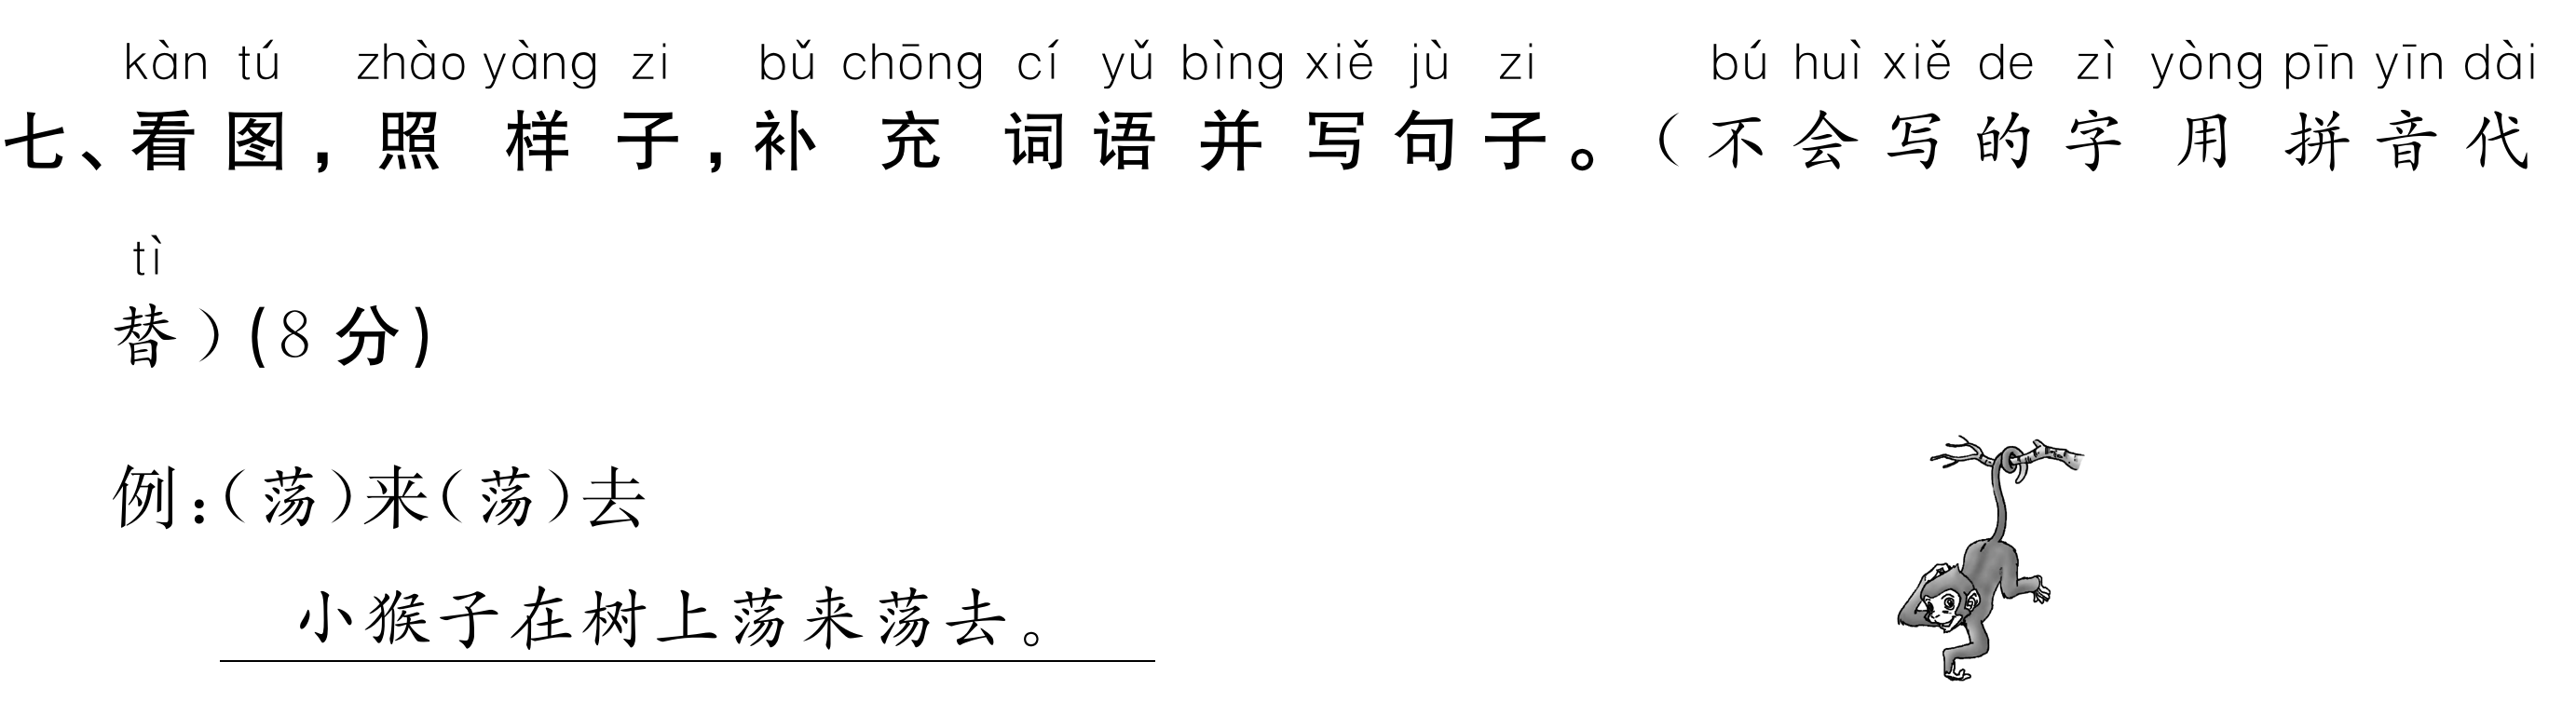 kàn tú zhào yàng zi bǔ chōng cí yǔ bìng xiě jù zi bú huì xiě de zì yòng pīn yīn dài
七、看图，照样子，补充词语并写句子。（不会写的字用拼音代
tì
替）(8分)
例：（荡）来（荡）去
小猴子在树上荡来荡去。